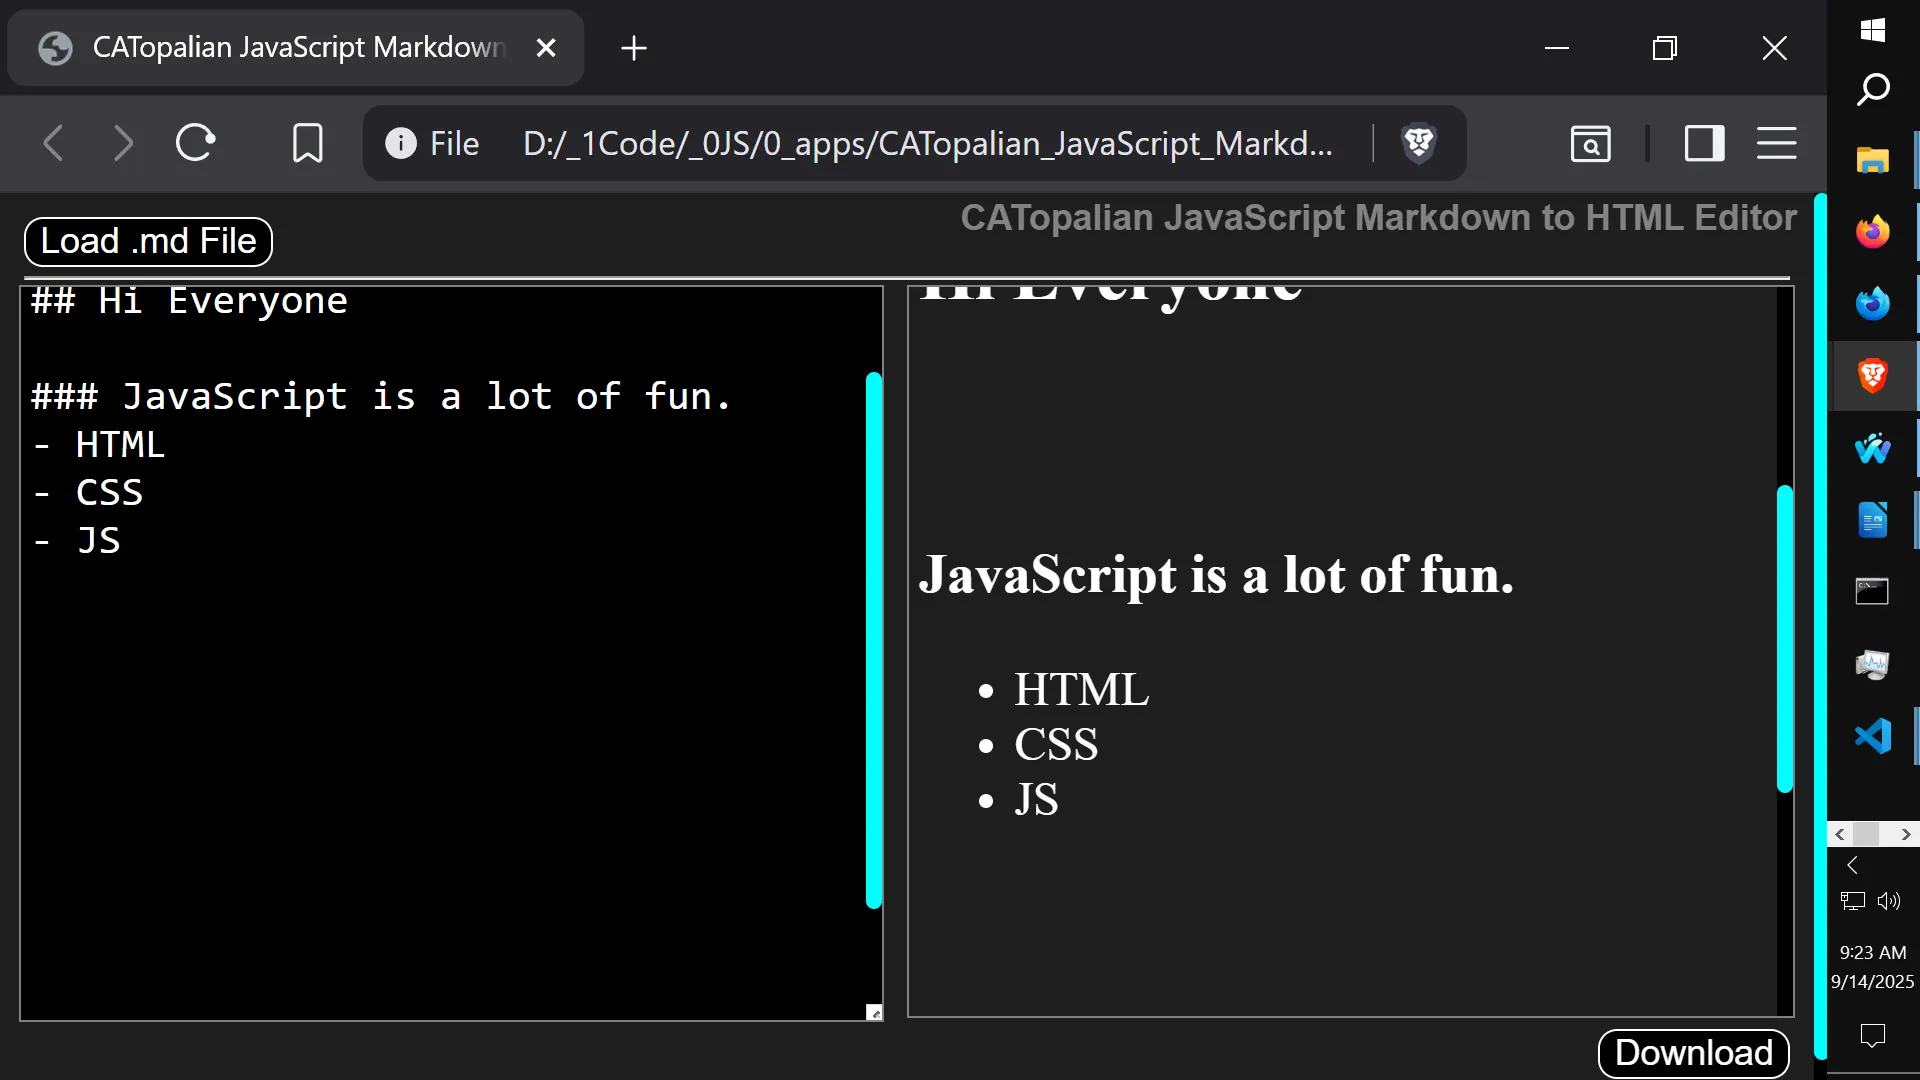 CATopalian JavaScript Markdown
File D:/_1Code/_0JS/0_apps/CATopalian_JavaScript_Markd...
Load .md File
CATopalian JavaScript Markdown to HTML Editor
## Hi Everyone
### JavaScript is a lot of fun.
- HTML
- CSS
- JS
Hi Everyone
JavaScript is a lot of fun.
• HTML
• CSS
• JS
Download
9:23 AM
9/14/2025